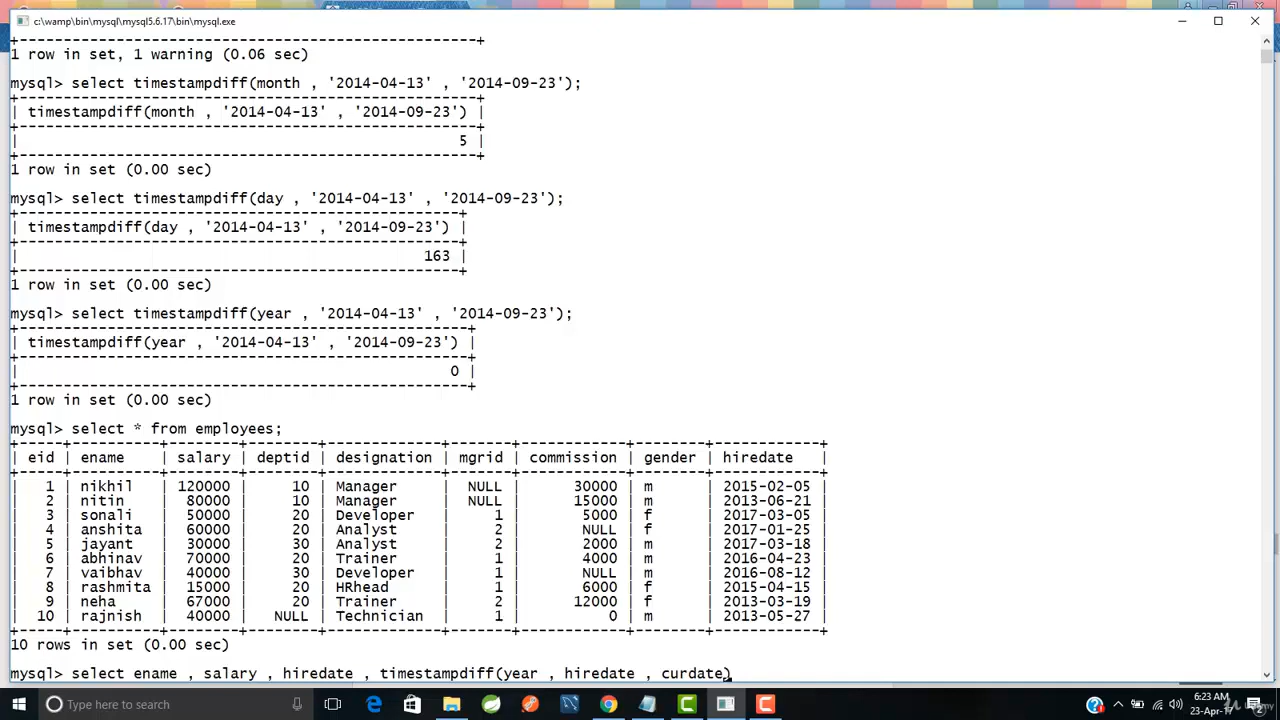 c:\wamp\bin\mysql\mysql5.6.17\bin\mysql.exe
+------------------------------------------------------+
1 row in set, 1 warning (0.06 sec)
mysql> select timestampdiff(month , '2014-04-13' , '2014-09-23');
+----------------------------------------------------+
| timestampdiff(month , '2014-04-13' , '2014-09-23') |
+----------------------------------------------------+
|                                                  5 |
+----------------------------------------------------+
1 row in set (0.00 sec)
mysql> select timestampdiff(day , '2014-04-13' , '2014-09-23');
+--------------------------------------------------+
| timestampdiff(day , '2014-04-13' , '2014-09-23') |
+--------------------------------------------------+
|                                              163 |
+--------------------------------------------------+
1 row in set (0.00 sec)
mysql> select timestampdiff(year , '2014-04-13' , '2014-09-23');
+---------------------------------------------------+
| timestampdiff(year , '2014-04-13' , '2014-09-23') |
+---------------------------------------------------+
|                                                 0 |
+---------------------------------------------------+
1 row in set (0.00 sec)
mysql> select * from employees;
+-----+----------+--------+--------+-------------+-------+------------+--------+------------+
| eid | ename    | salary | deptid | designation | mgrid | commission | gender | hiredate   |
+-----+----------+--------+--------+-------------+-------+------------+--------+------------+
| 1 | nikhil | 120000 | 10 | Manager | NULL | 30000 | m | 2015-02-05 |
| 2 | nitin | 80000 | 10 | Manager | NULL | 15000 | m | 2013-06-21 |
| 3 | sonali | 50000 | 20 | Developer | 1 | 5000 | f | 2017-03-05 |
| 4 | anshita | 60000 | 20 | Analyst | 2 | NULL | f | 2017-01-25 |
| 5 | jayant | 30000 | 30 | Analyst | 2 | 2000 | m | 2017-03-18 |
| 6 | abhinav | 70000 | 20 | Trainer | 1 | 4000 | m | 2016-04-23 |
| 7 | vaibhav | 40000 | 30 | Developer | 1 | NULL | m | 2016-08-12 |
| 8 | rashmita | 15000 | 20 | HRhead | 1 | 6000 | f | 2015-04-15 |
| 9 | neha | 67000 | 20 | Trainer | 2 | 12000 | f | 2013-03-19 |
| 10 | rajnish | 40000 | NULL | Technician | 1 | 0 | m | 2013-05-27 |
+-----+----------+--------+--------+-------------+-------+------------+--------+------------+
10 rows in set (0.00 sec)
mysql> select ename , salary , hiredate , timestampdiff(year , hiredate , curdate)
Type here to search
6:23 AM
23-Apr-17